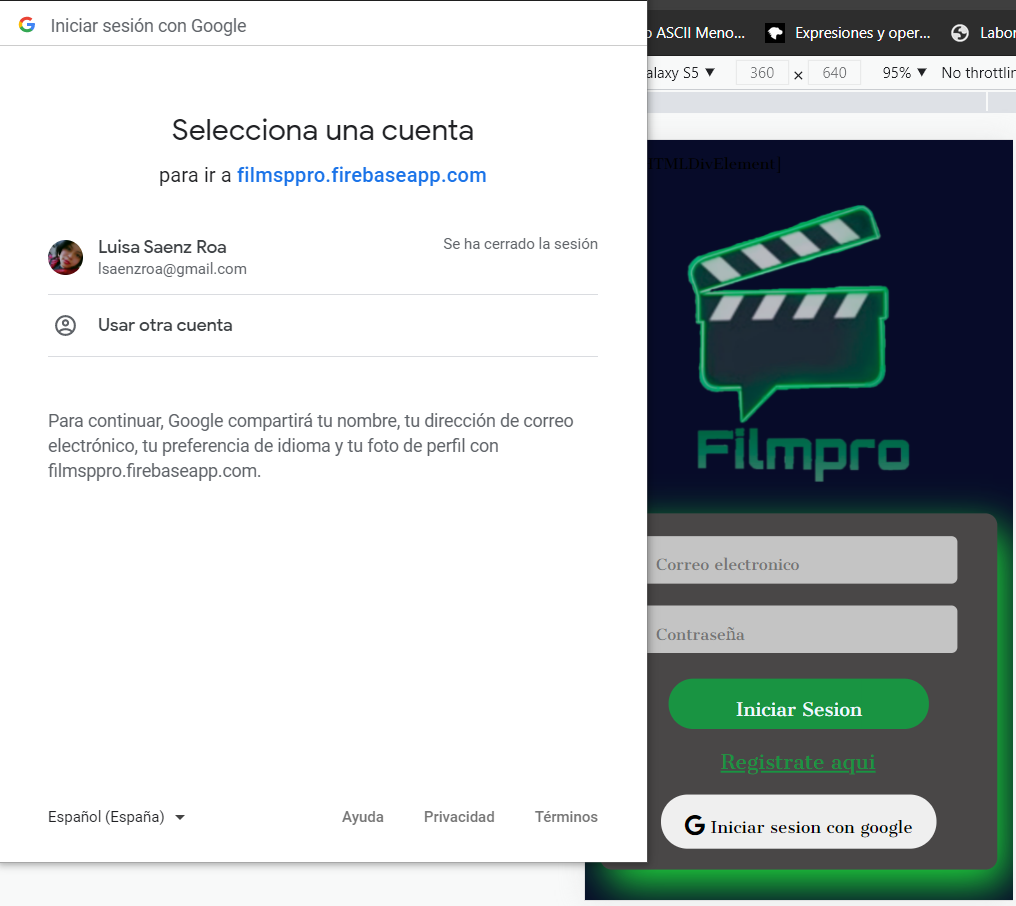 Iniciar sesión con Google
Selecciona una cuenta
para ir a filmsppro.firebaseapp.com
Luisa Saenz Roa
lsaenzroa@gmail.com
Se ha cerrado la sesión
Usar otra cuenta
Para continuar, Google compartirá tu nombre, tu dirección de correo
electrónico, tu preferencia de idioma y tu foto de perfil con
filmsppro.firebaseapp.com.
Español (España)
Ayuda
Privacidad
Términos
ASCII Meno...
Expresiones y oper...
Labor
alaxy S5
360
x
640
95%
No throttlin
TMLDivElement]
Filmpro
Correo electronico
Contraseña
Iniciar Sesion
Registrate aqui
G Iniciar sesion con google